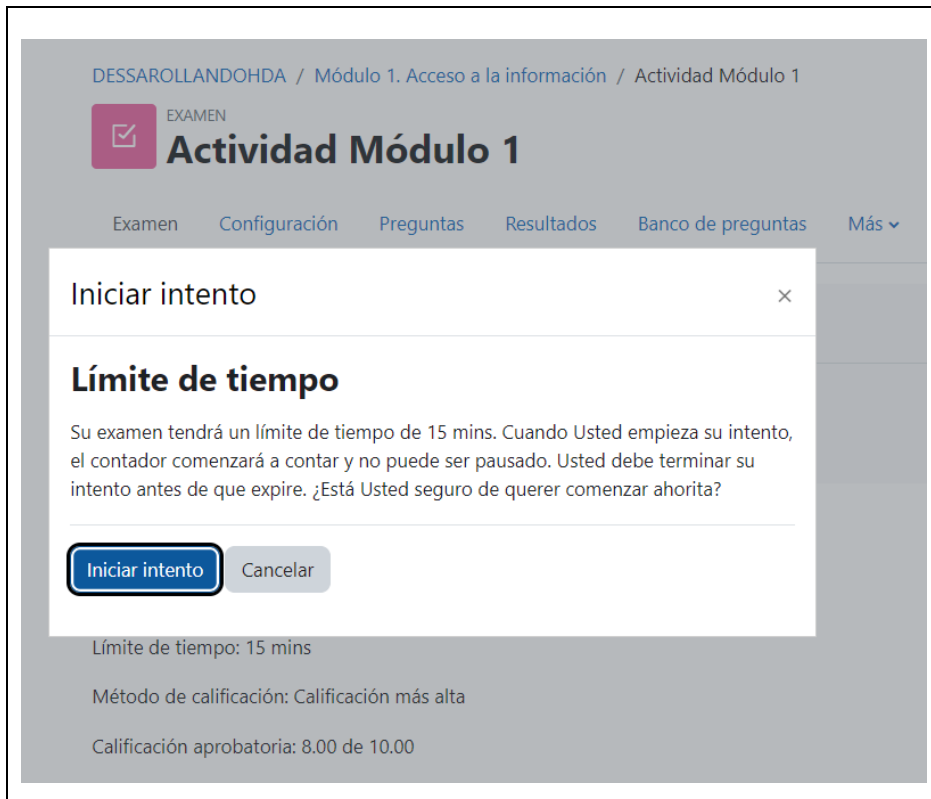 DESSAROLLANDOHDA / Módulo 1. Acceso a la información / Actividad Módulo 1
EXAMEN
Actividad Módulo 1
Examen Configuración Preguntas Resultados Banco de preguntas Más
Iniciar intento ×
Límite de tiempo
Su examen tendrá un límite de tiempo de 15 mins. Cuando Usted empieza su intento,
el contador comenzará a contar y no puede ser pausado. Usted debe terminar su
intento antes de que expire. ¿Está Usted seguro de querer comenzar ahorita?
Iniciar intento Cancelar
Límite de tiempo: 15 mins
Método de calificación: Calificación más alta
Calificación aprobatoria: 8.00 de 10.00